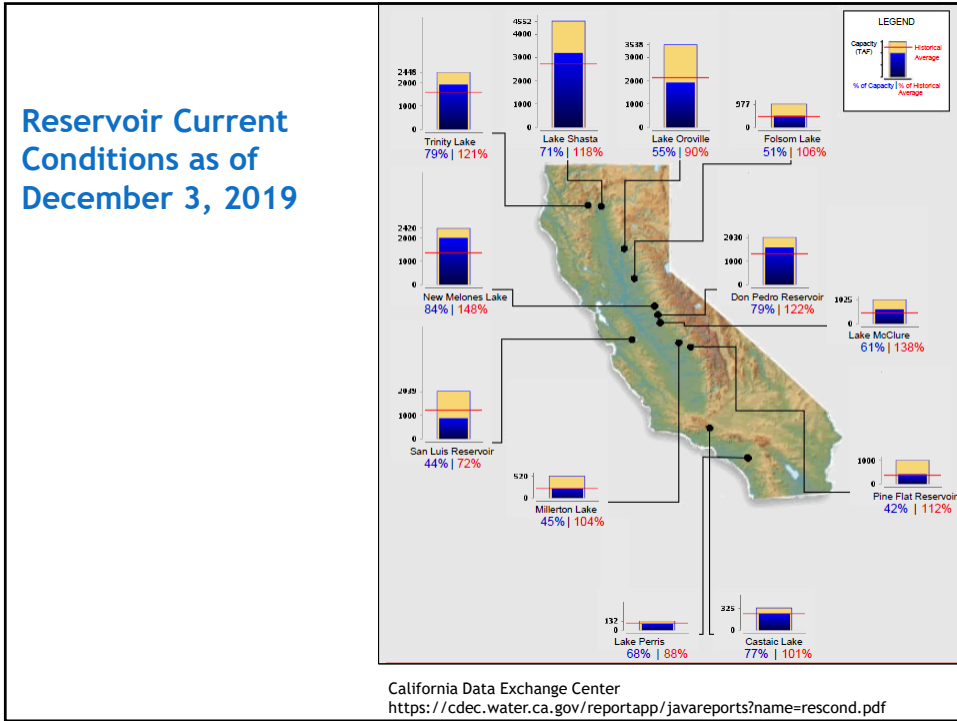 Reservoir Current
Conditions as of
December 3, 2019
LEGEND
Capacity
(TAF)
Historical
Average
% of Capacity | % of Historical
Average
2448
2000
1000
0
Trinity Lake
79% | 121%
4552
4000
3000
2000
1000
0
Lake Shasta
71% | 118%
3538
3000
2000
1000
0
Lake Oroville
55% | 90%
977
0
Folsom Lake
51% | 106%
2420
2000
1000
0
New Melones Lake
84% | 148%
2030
1000
0
Don Pedro Reservoir
79% | 122%
1025
0
Lake McClure
61% | 138%
2039
1000
0
San Luis Reservoir
44% | 72%
520
0
Millerton Lake
45% | 104%
1000
0
Pine Flat Reservoir
42% | 112%
132
0
Lake Perris
68% | 88%
325
0
Castaic Lake
77% | 101%
California Data Exchange Center
https://cdec.water.ca.gov/reportapp/javareports?name=rescond.pdf